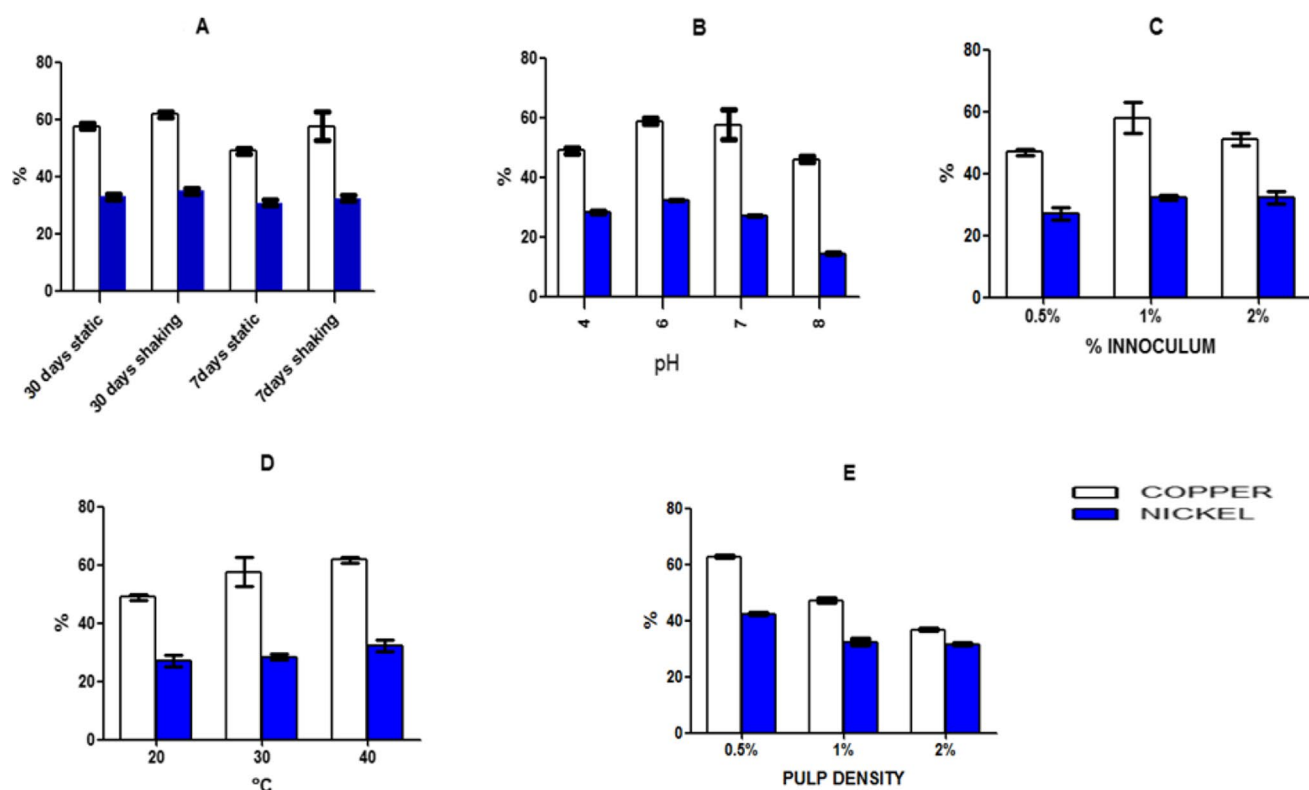 A
80
60
40
20
0
%
30 days static
30 days shaking
7days static
7days shaking
B
80
60
40
20
0
%
4
6
7
8
pH
C
80
60
40
20
0
%
0.5%
1%
2%
% INNOCULUM
D
80
60
40
20
0
%
20
30
40
°C
E
80
60
40
20
0
%
0.5%
1%
2%
PULP DENSITY
COPPER
NICKEL